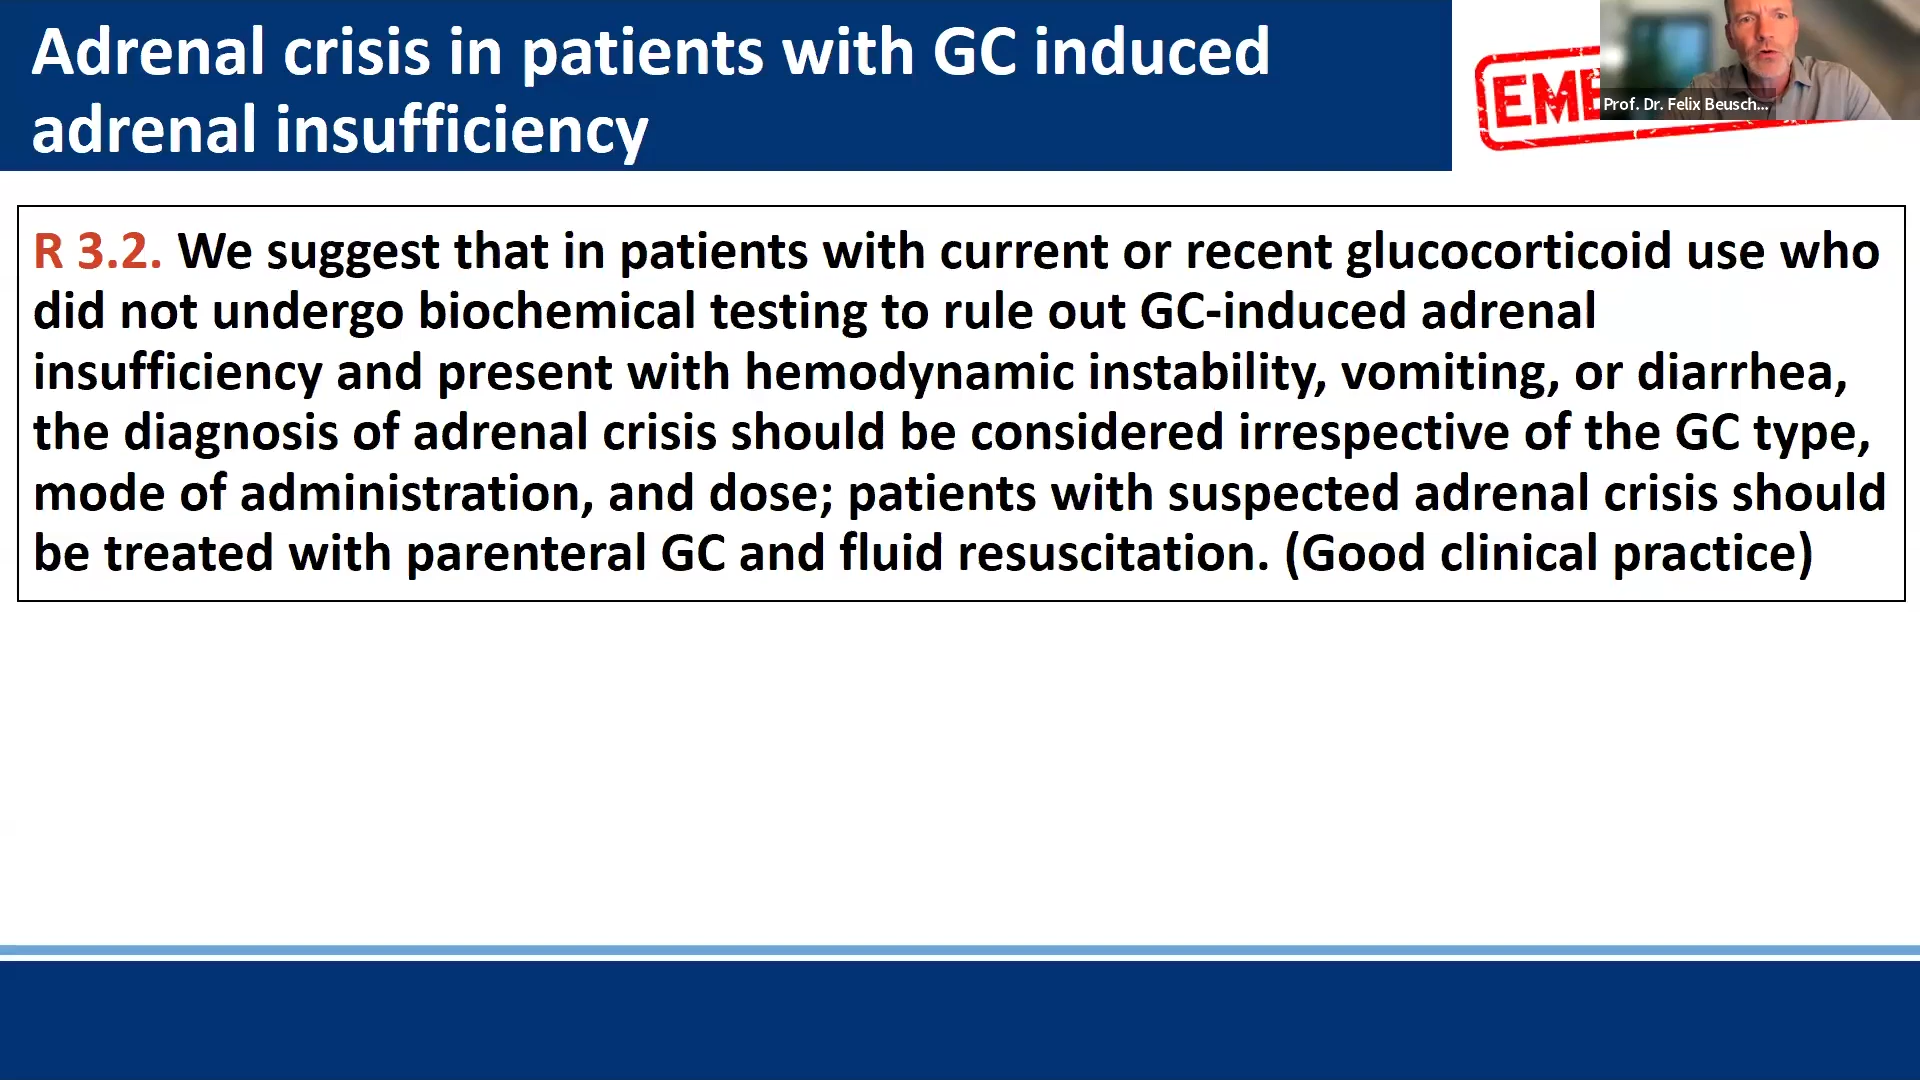 Adrenal crisis in patients with GC induced
adrenal insufficiency
EME
Prof. Dr. Felix Beusch...
R 3.2. We suggest that in patients with current or recent glucocorticoid use who
did not undergo biochemical testing to rule out GC-induced adrenal
insufficiency and present with hemodynamic instability, vomiting, or diarrhea,
the diagnosis of adrenal crisis should be considered irrespective of the GC type,
mode of administration, and dose; patients with suspected adrenal crisis should
be treated with parenteral GC and fluid resuscitation. (Good clinical practice)